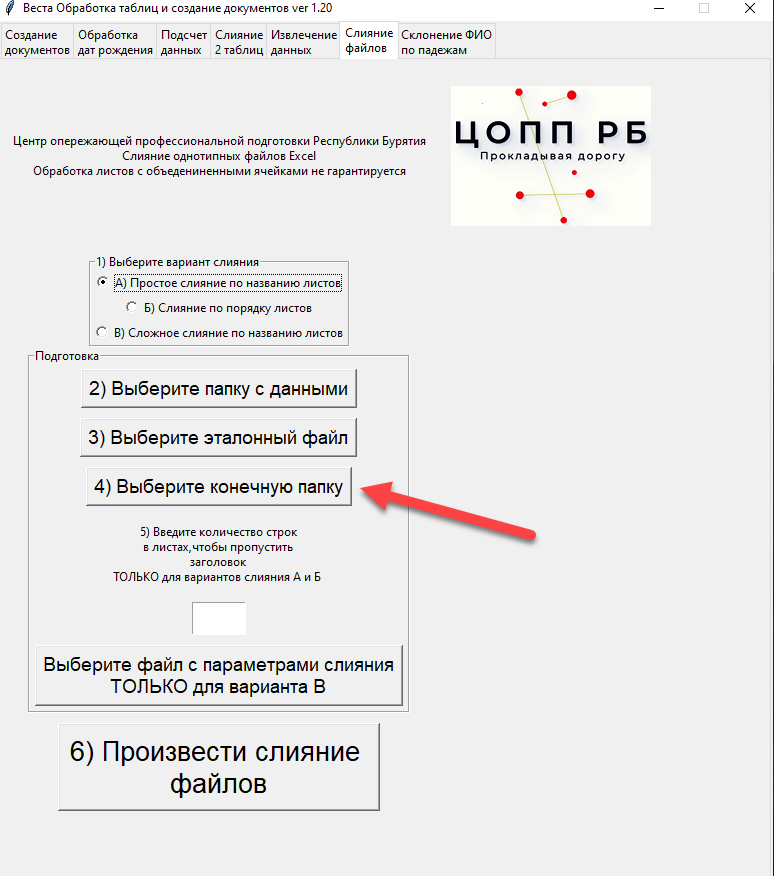 Веста Обработка таблиц и создание документов ver 1.20
Создание
документов
Обработка
дат рождения
Подсчет
данных
Слияние
2 таблиц
Извлечение
данных
Слияние
файлов
Склонение ФИО
по падежам
Центр опережающей профессиональной подготовки Республики Бурятия
Слияние однотипных файлов Excel
Обработка листов с объедениненными ячейками не гарантируется
ЦОПП РБ
Прокладывая дорогу
1) Выберите вариант слияния
А) Простое слияние по названию листов
Б) Слияние по порядку листов
В) Сложное слияние по названию листов
Подготовка
2) Выберите папку с данными
3) Выберите эталонный файл
4) Выберите конечную папку
5) Введите количество строк
в листах,чтобы пропустить
заголовок
ТОЛЬКО для вариантов слияния А и Б
Выберите файл с параметрами слияния
ТОЛЬКО для варианта В
6) Произвести слияние
файлов